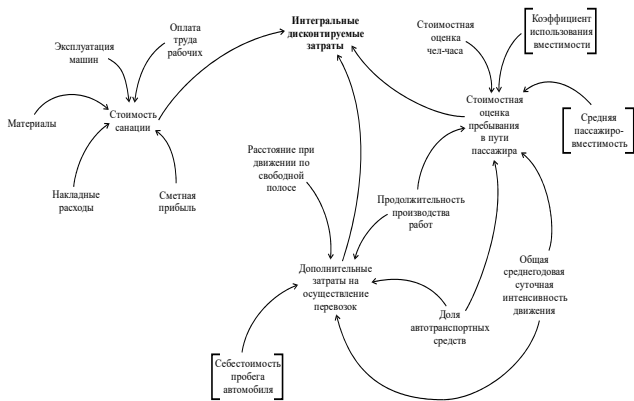 Интегральные
дисконтируемые
затраты
Стоимостная
оценка
чел-часа
Коэффициент
использования
вместимости
Оплата
труда
рабочих
Эксплуатация
машин
Материалы
Стоимость
санации
Накладные
расходы
Сметная
прибыль
Стоимостная
оценка
пребывания
в пути
пассажира
Средняя
пассажиро-
вместимость
Расстояние при
движении по
свободной
полосе
Продолжительность
производства
работ
Дополнительные
затраты на
осуществление
перевозок
Общая
среднегодовая
суточная
интенсивность
движения
Доля
автотранспортных
средств
Себестоимость
пробега
автомобиля